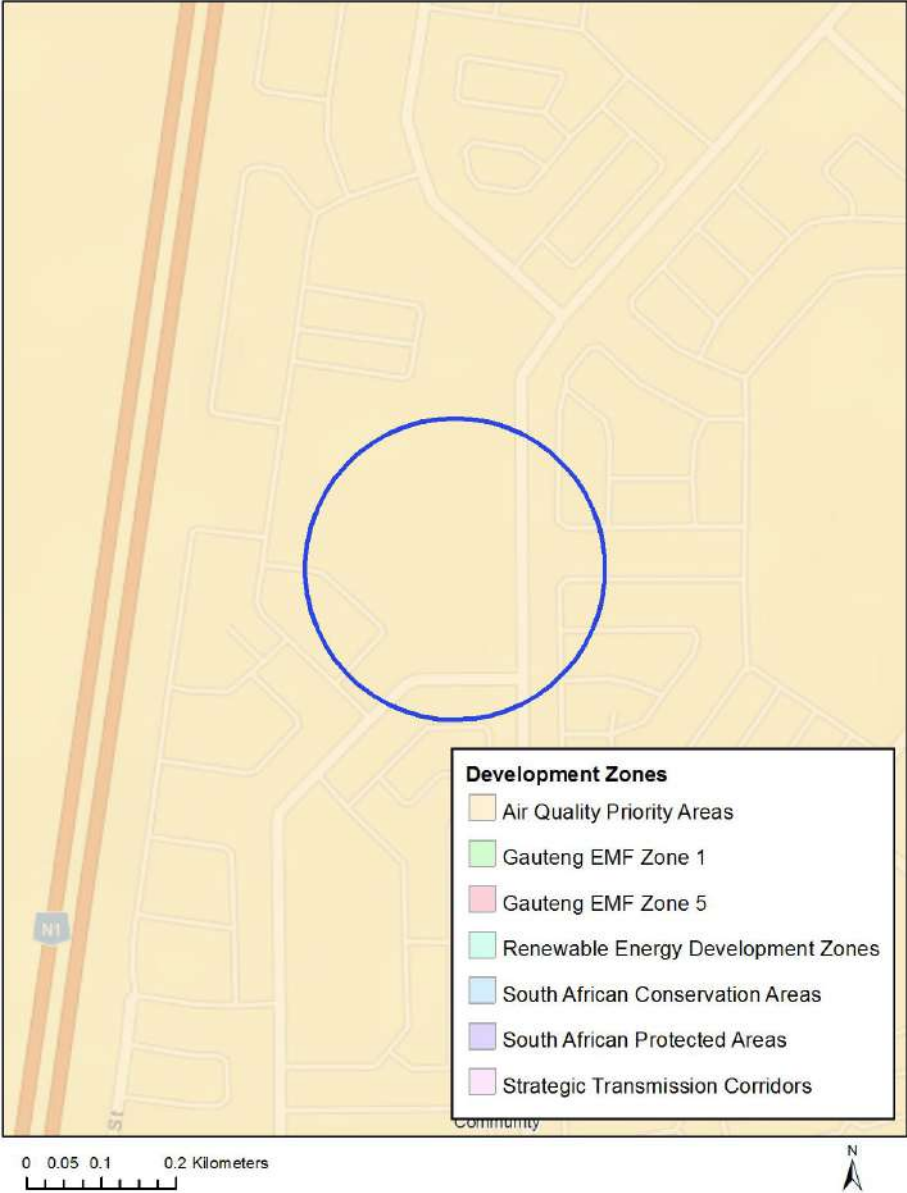 N1
St
Development Zones
Air Quality Priority Areas
Gauteng EMF Zone 1
Gauteng EMF Zone 5
Renewable Energy Development Zones
South African Conservation Areas
South African Protected Areas
Strategic Transmission Corridors
Community
0 0.05 0.1 0.2 Kilometers
N